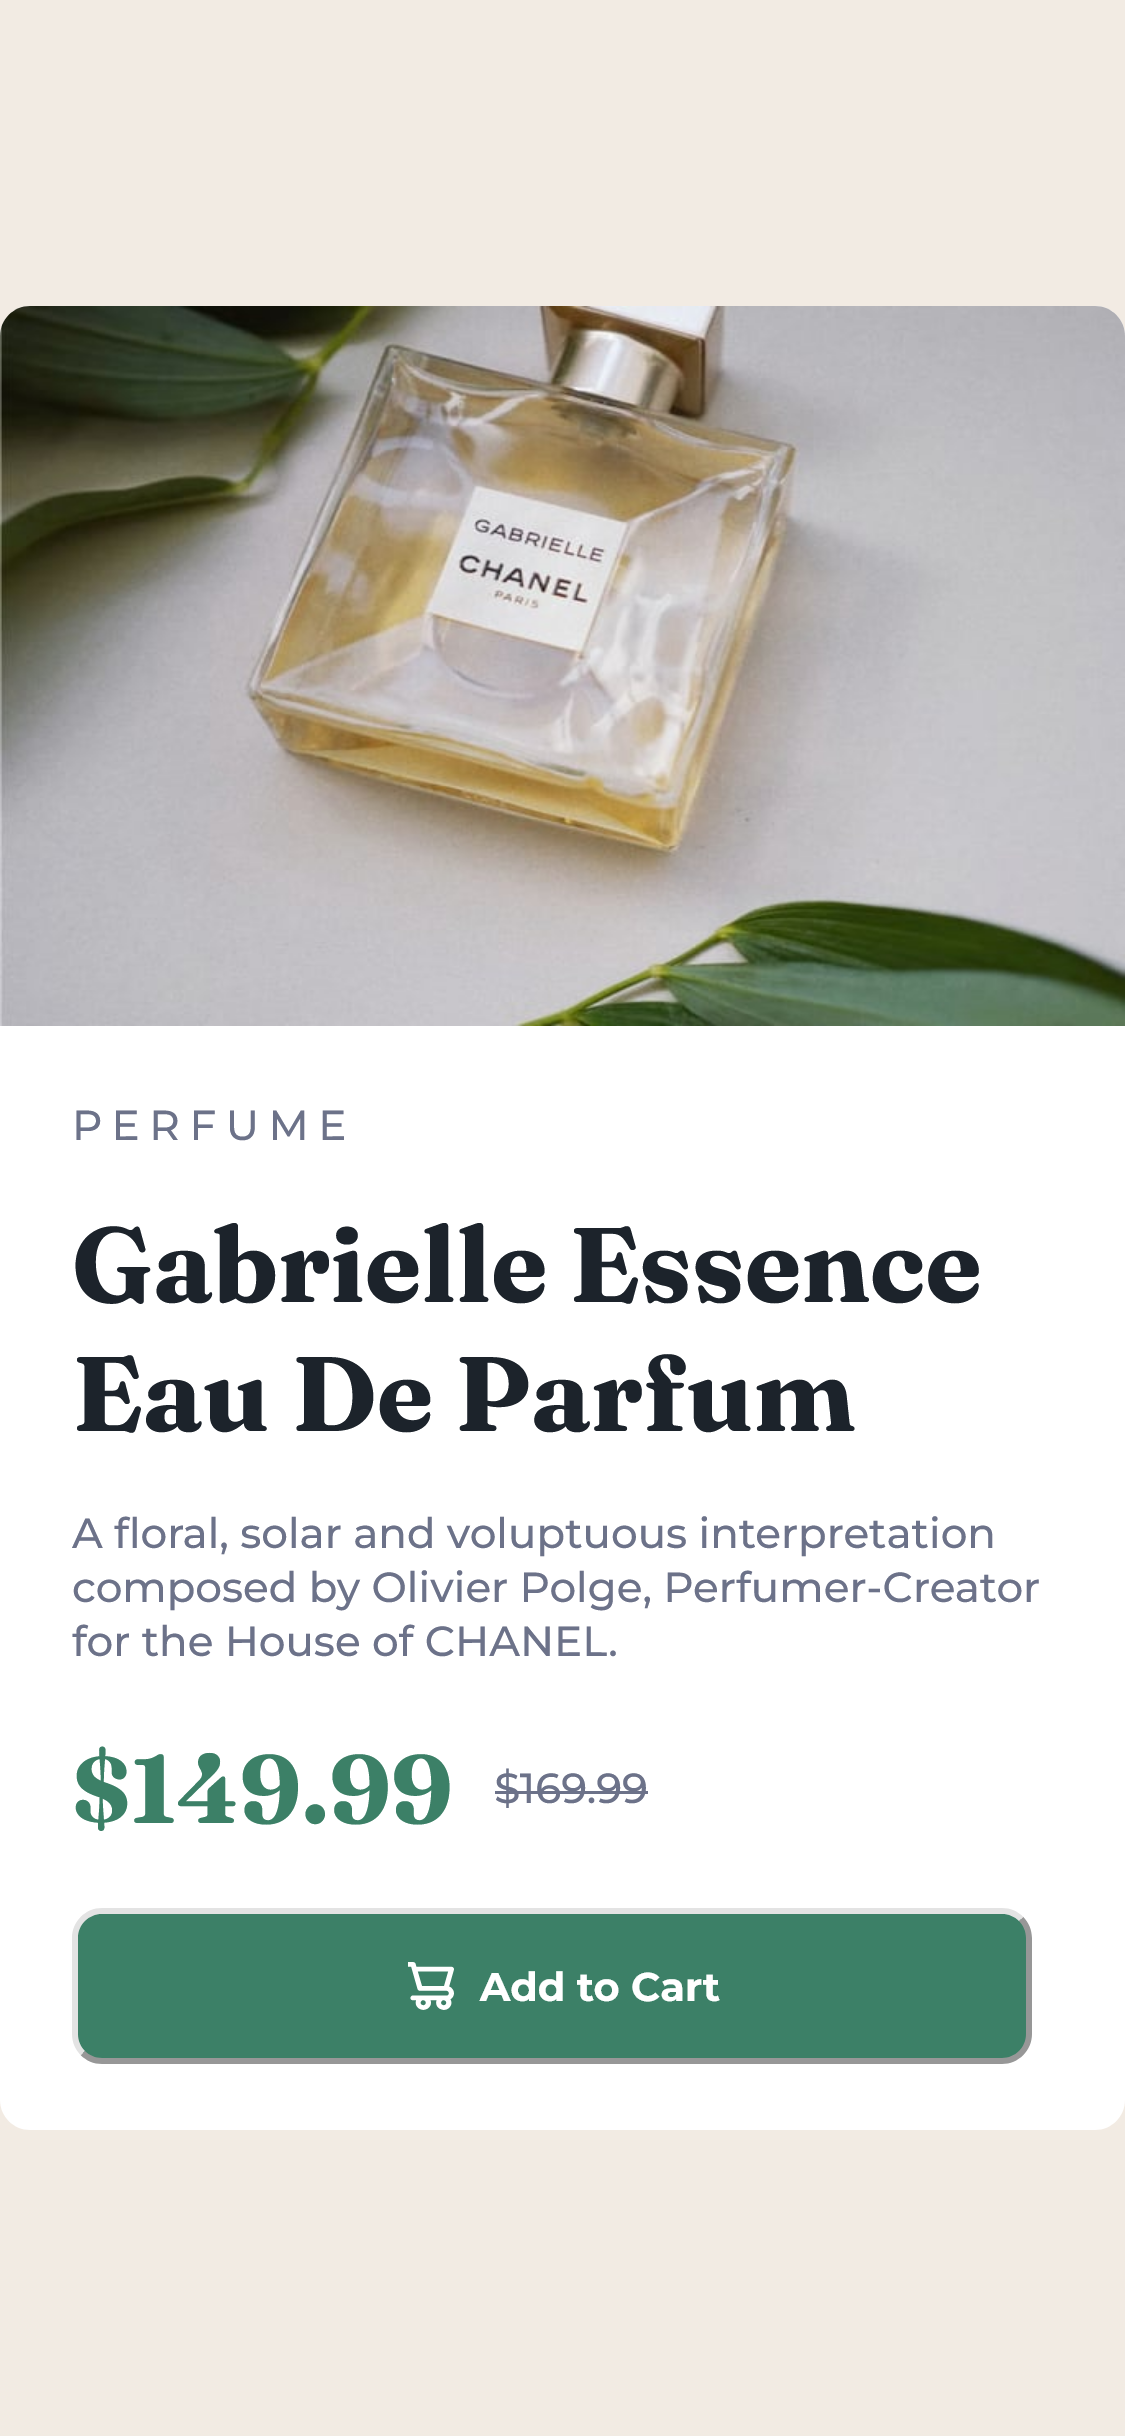 GABRIELLE
CHANEL
PARIS
PERFUME
Gabrielle Essence
Eau De Parfum
A floral, solar and voluptuous interpretation
composed by Olivier Polge, Perfumer-Creator
for the House of CHANEL.
$149.99 $169.99
Add to Cart